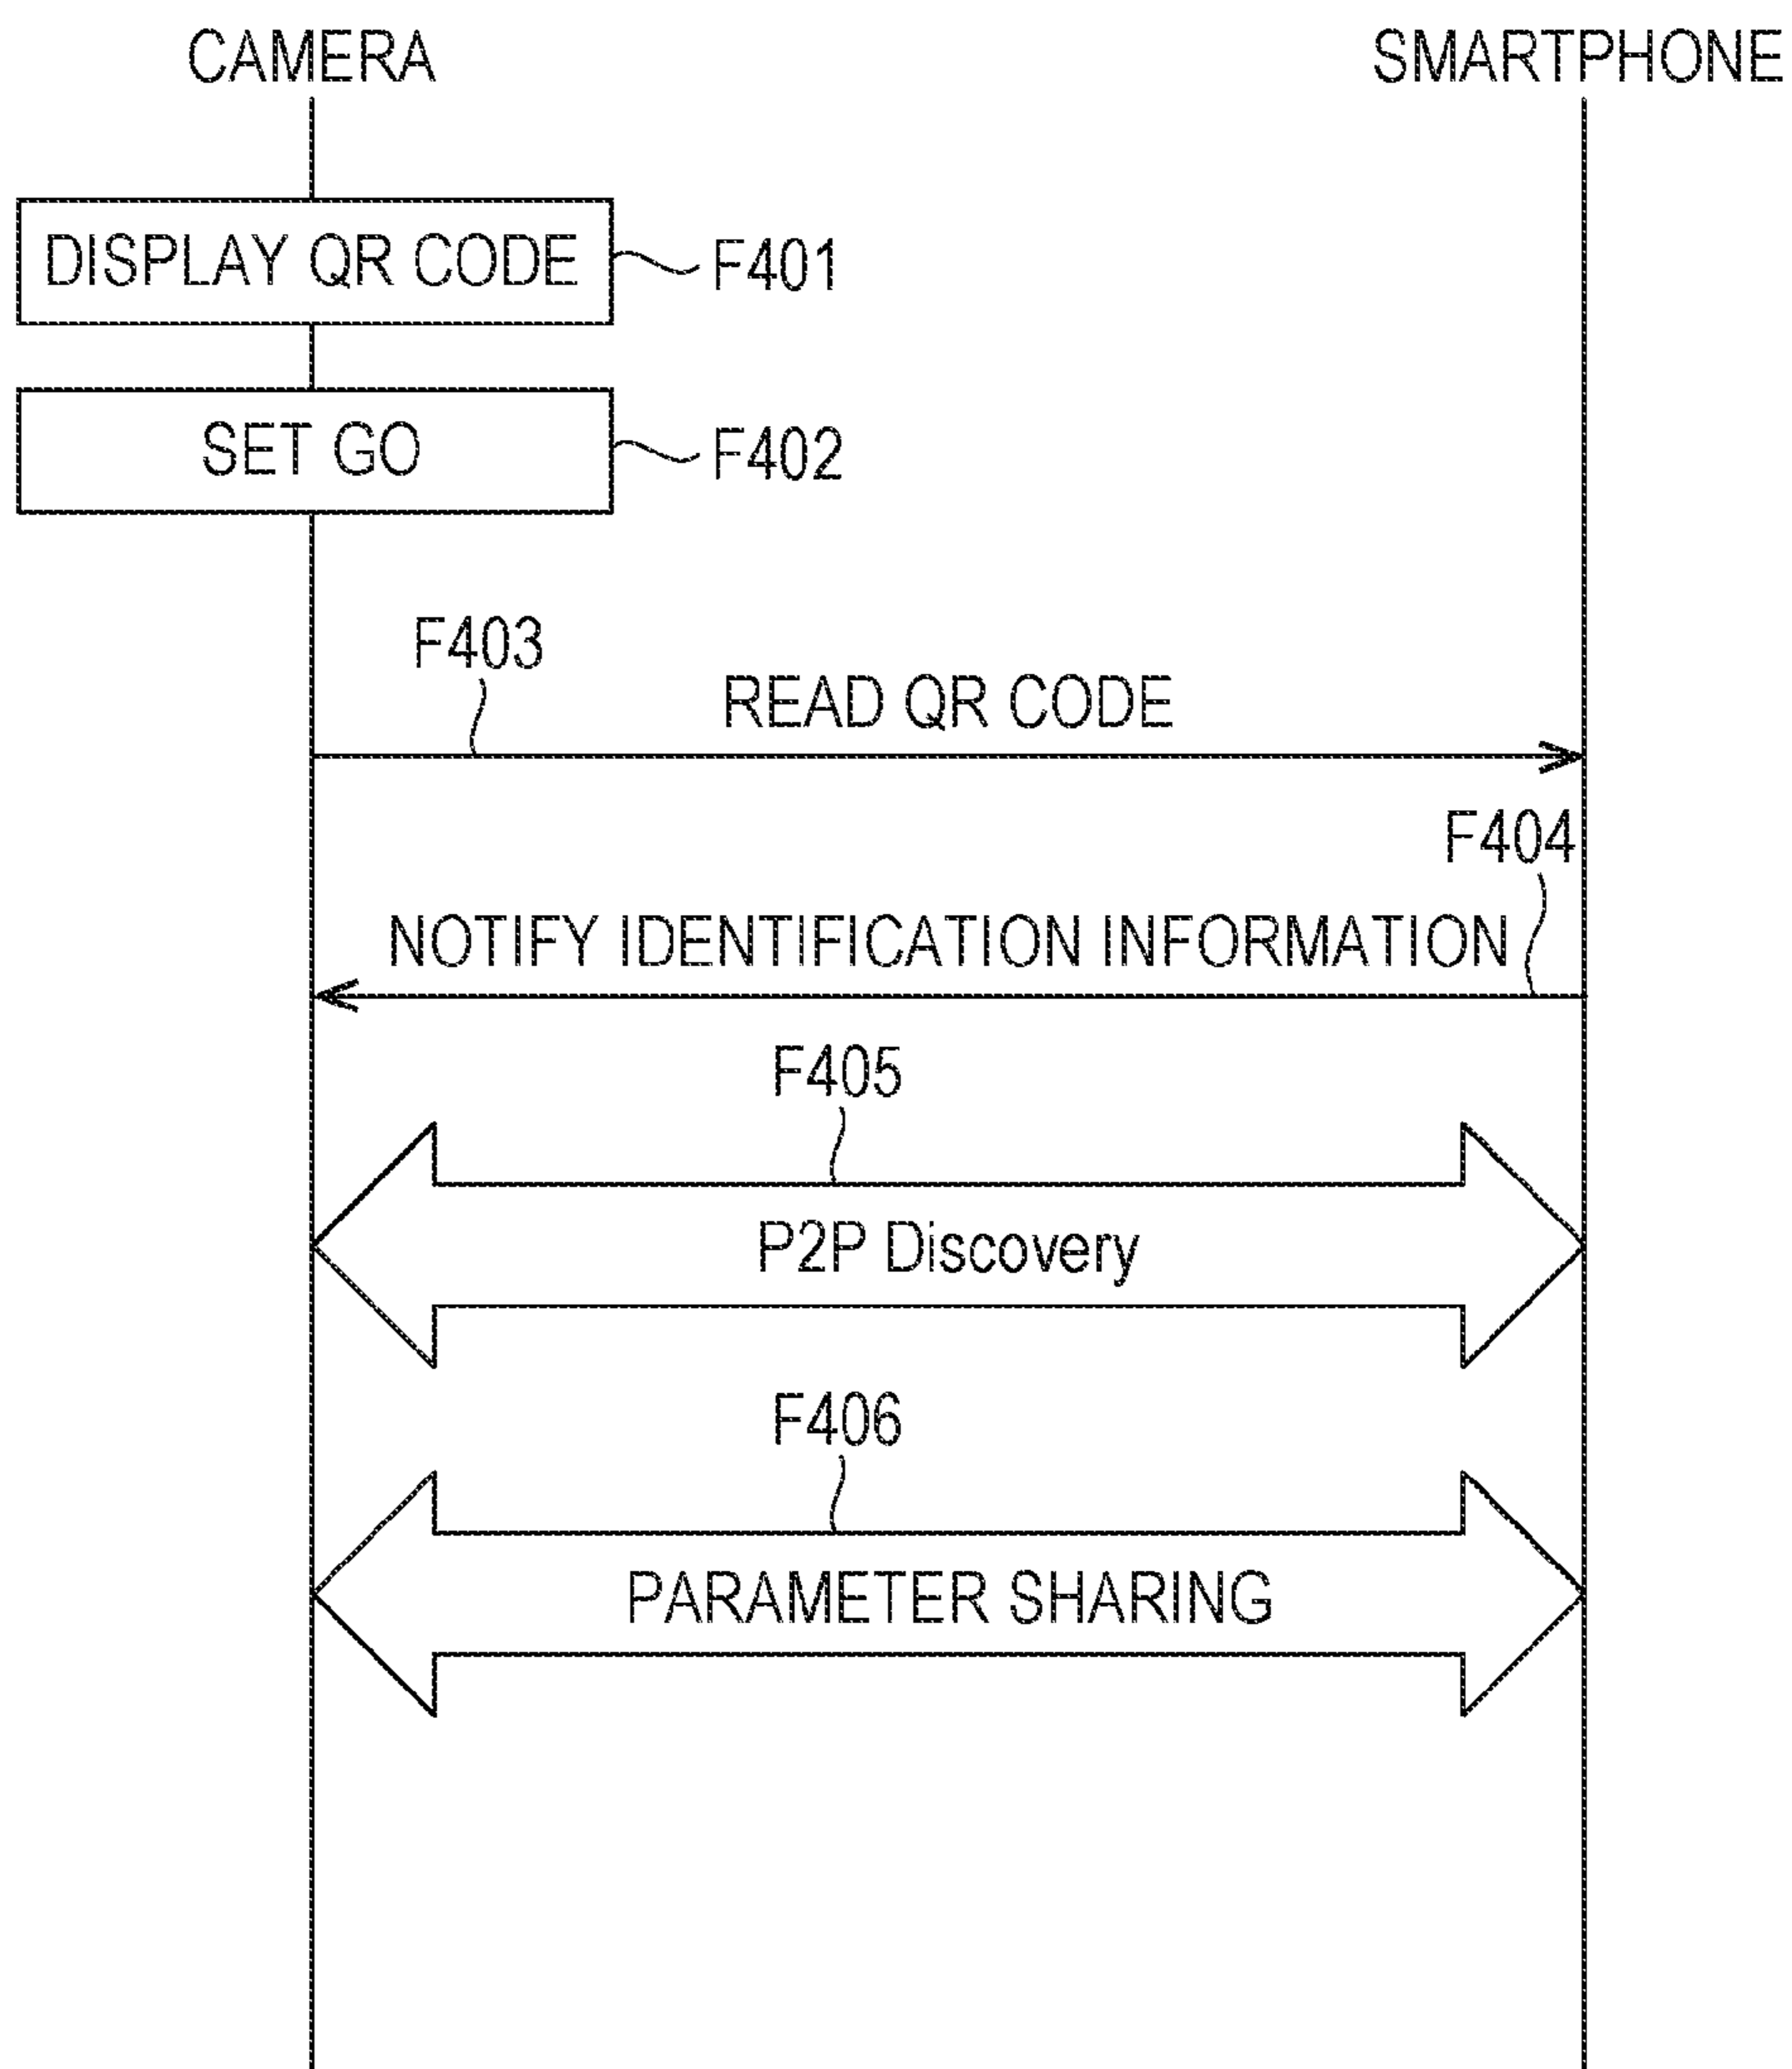 CAMERA
SMARTPHONE
DISPLAY QR CODE
F401
SET GO
F402
F403
READ QR CODE
F404
NOTIFY IDENTIFICATION INFORMATION
F405
P2P Discovery
F406
PARAMETER SHARING